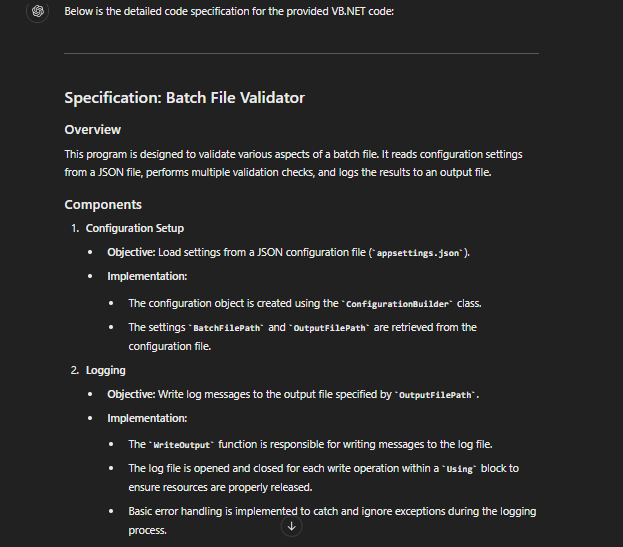 Below is the detailed code specification for the provided VB.NET code:
Specification: Batch File Validator
Overview
This program is designed to validate various aspects of a batch file. It reads configuration settings
from a JSON file, performs multiple validation checks, and logs the results to an output file.
Components
1. Configuration Setup
• Objective: Load settings from a JSON configuration file (`appsettings.json`).
• Implementation:
• The configuration object is created using the `ConfigurationBuilder` class.
• The settings `BatchFilePath` and `OutputFilePath` are retrieved from the
configuration file.
2. Logging
• Objective: Write log messages to the output file specified by `OutputFilePath`.
• Implementation:
• The `WriteOutput` function is responsible for writing messages to the log file.
• The log file is opened and closed for each write operation within a `Using` block to
ensure resources are properly released.
• Basic error handling is implemented to catch and ignore exceptions during the logging
process.